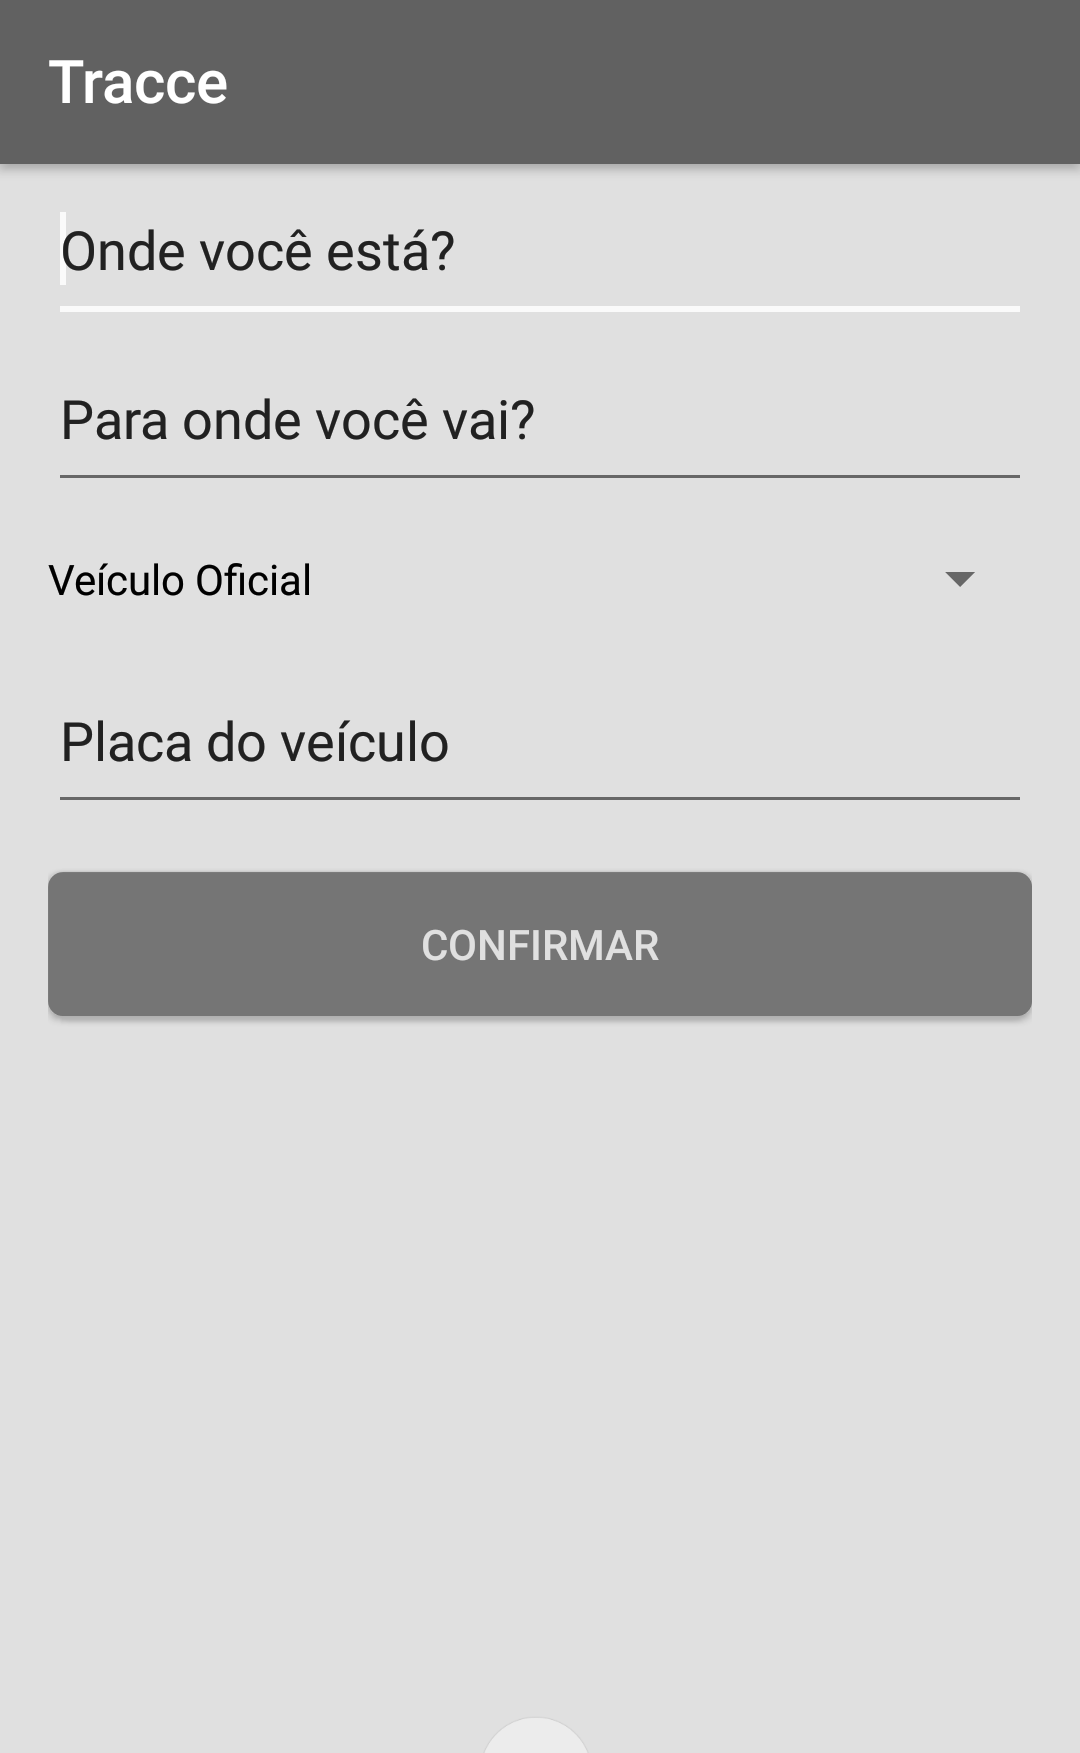 Tracce
Onde você está?
Para onde você vai?
Veículo Oficial
Placa do veículo
CONFIRMAR